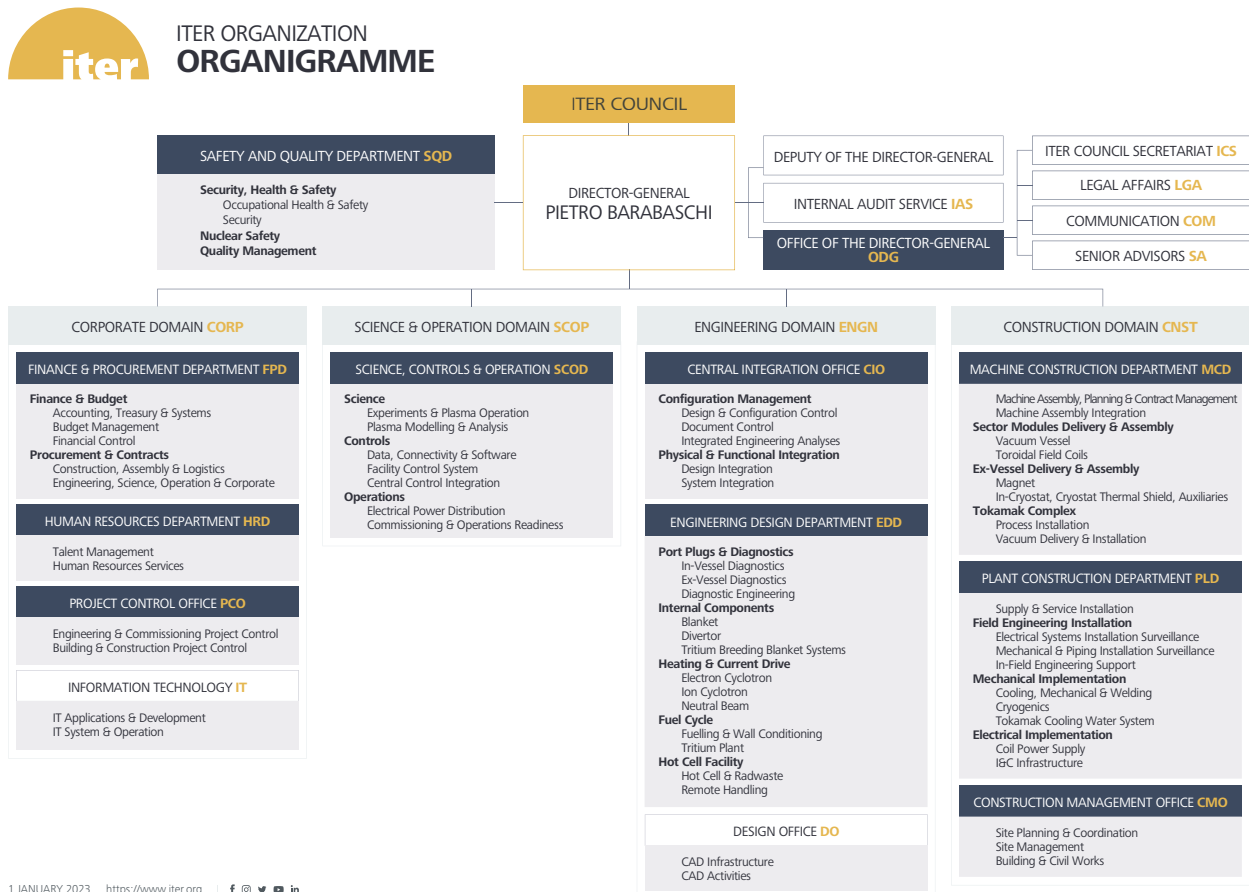 iter
ITER ORGANIZATION
ORGANIGRAMME
ITER COUNCIL
SAFETY AND QUALITY DEPARTMENT SQD
Security, Health & Safety
Occupational Health & Safety
Security
Nuclear Safety
Quality Management
DIRECTOR-GENERAL
PIETRO BARABASCHI
DEPUTY OF THE DIRECTOR-GENERAL
INTERNAL AUDIT SERVICE IAS
OFFICE OF THE DIRECTOR-GENERAL
ODG
ITER COUNCIL SECRETARIAT ICS
LEGAL AFFAIRS LGA
COMMUNICATION COM
SENIOR ADVISORS SA
CORPORATE DOMAIN CORP
FINANCE & PROCUREMENT DEPARTMENT FPD
Finance & Budget
Accounting, Treasury & Systems
Budget Management
Financial Control
Procurement & Contracts
Construction, Assembly & Logistics
Engineering, Science, Operation & Corporate
HUMAN RESOURCES DEPARTMENT HRD
Talent Management
Human Resources Services
PROJECT CONTROL OFFICE PCO
Engineering & Commissioning Project Control
Building & Construction Project Control
INFORMATION TECHNOLOGY IT
IT Applications & Development
IT System & Operation
SCIENCE & OPERATION DOMAIN SCOP
SCIENCE, CONTROLS & OPERATION SCOD
Science
Experiments & Plasma Operation
Plasma Modelling & Analysis
Controls
Data, Connectivity & Software
Facility Control System
Central Control Integration
Operations
Electrical Power Distribution
Commissioning & Operations Readiness
ENGINEERING DOMAIN ENGN
CENTRAL INTEGRATION OFFICE CIO
Configuration Management
Design & Configuration Control
Document Control
Integrated Engineering Analyses
Physical & Functional Integration
Design Integration
System Integration
ENGINEERING DESIGN DEPARTMENT EDD
Port Plugs & Diagnostics
In-Vessel Diagnostics
Ex-Vessel Diagnostics
Diagnostic Engineering
Internal Components
Blanket
Divertor
Tritium Breeding Blanket Systems
Heating & Current Drive
Electron Cyclotron
Ion Cyclotron
Neutral Beam
Fuel Cycle
Fuelling & Wall Conditioning
Tritium Plant
Hot Cell Facility
Hot Cell & Radwaste
Remote Handling
DESIGN OFFICE DO
CAD Infrastructure
CAD Activities
CONSTRUCTION DOMAIN CNST
MACHINE CONSTRUCTION DEPARTMENT MCD
Machine Assembly, Planning & Contract Management
Machine Assembly Integration
Sector Modules Delivery & Assembly
Vacuum Vessel
Toroidal Field Coils
Ex-Vessel Delivery & Assembly
Magnet
In-Cryostat, Cryostat Thermal Shield, Auxiliaries
Tokamak Complex
Process Installation
Vacuum Delivery & Installation
PLANT CONSTRUCTION DEPARTMENT PLD
Supply & Service Installation
Field Engineering Installation
Electrical Systems Installation Surveillance
Mechanical & Piping Installation Surveillance
In-Field Engineering Support
Mechanical Implementation
Cooling, Mechanical & Welding
Cryogenics
Tokamak Cooling Water System
Electrical Implementation
Coil Power Supply
I&C Infrastructure
CONSTRUCTION MANAGEMENT OFFICE CMO
Site Planning & Coordination
Site Management
Building & Civil Works
1 JANUARY 2023 https://www.iter.org